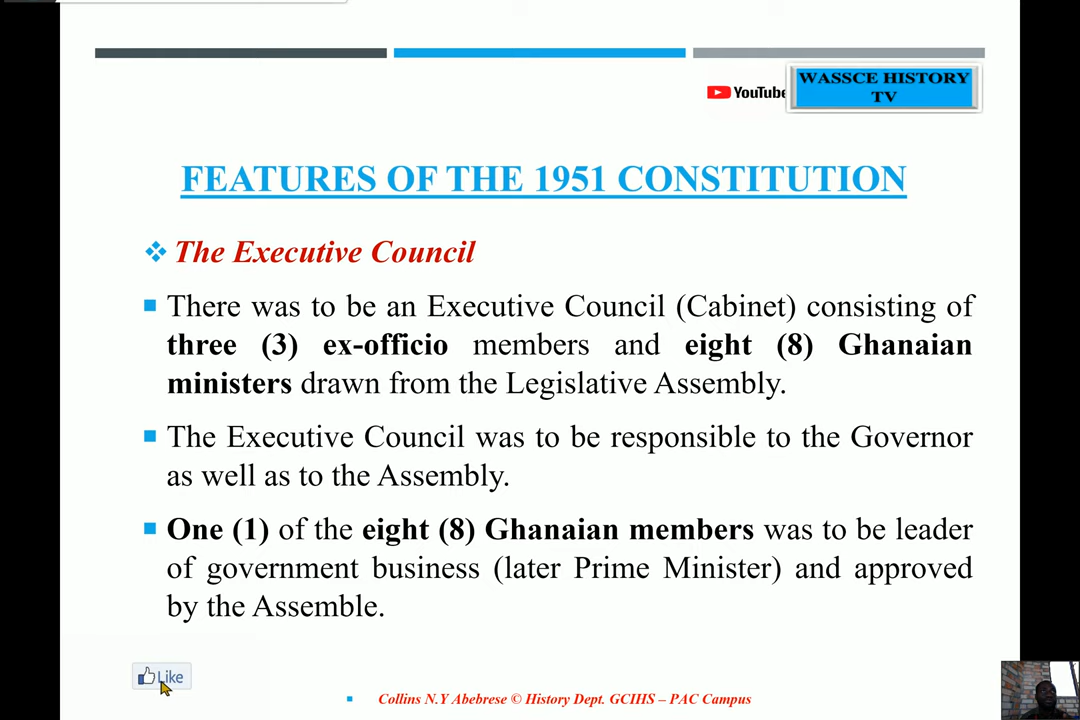 YouTube
WASSCE HISTORY
TV
FEATURES OF THE 1951 CONSTITUTION
The Executive Council
There was to be an Executive Council (Cabinet) consisting of
three (3) ex-officio members and eight (8) Ghanaian
ministers drawn from the Legislative Assembly.
The Executive Council was to be responsible to the Governor
as well as to the Assembly.
One (1) of the eight (8) Ghanaian members was to be leader
of government business (later Prime Minister) and approved
by the Assemble.
Like
Collins N.Y Abebrese © History Dept. GCIHS – PAC Campus